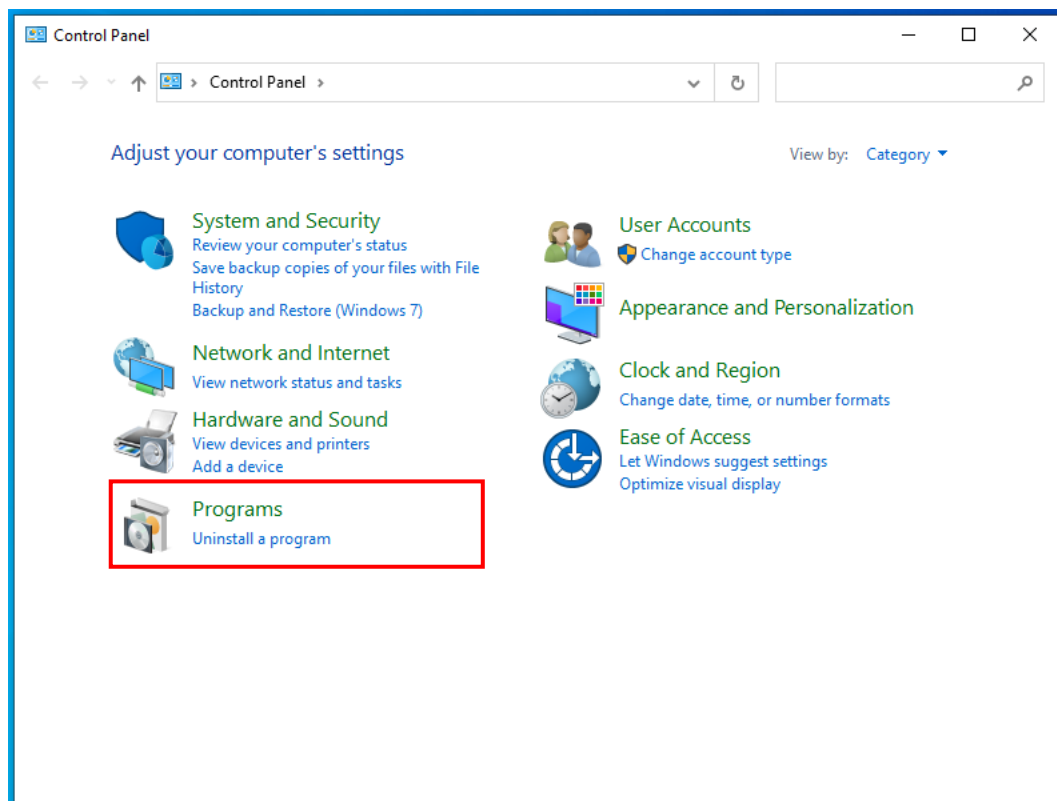 Control Panel
Control Panel
Adjust your computer's settings
View by: Category
System and Security
Review your computer's status
Save backup copies of your files with File
History
Backup and Restore (Windows 7)
Network and Internet
View network status and tasks
Hardware and Sound
View devices and printers
Add a device
Programs
Uninstall a program
User Accounts
Change account type
Appearance and Personalization
Clock and Region
Change date, time, or number formats
Ease of Access
Let Windows suggest settings
Optimize visual display